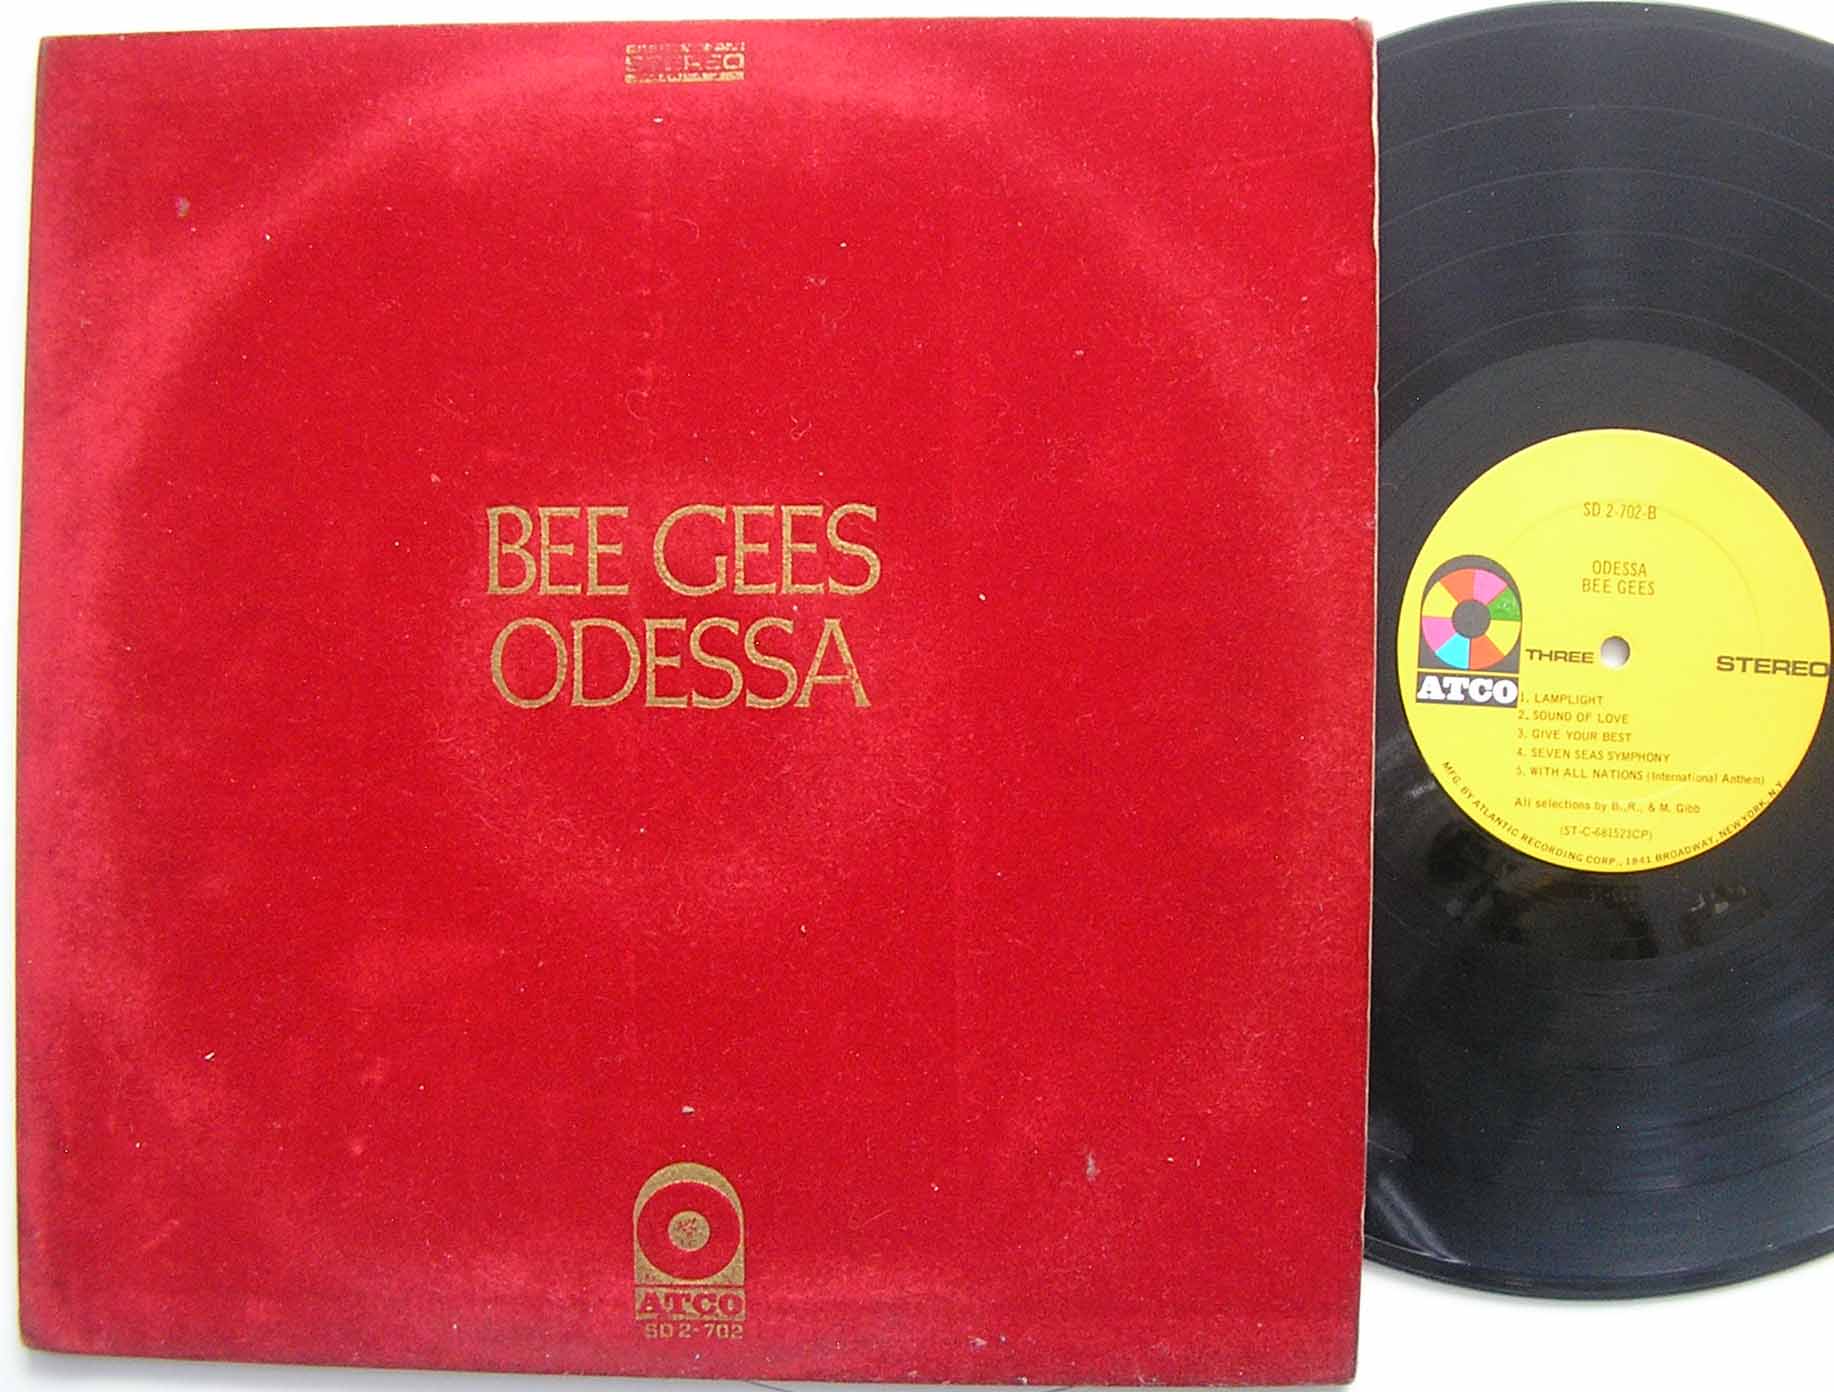 STEREO
BEE GEES
ODESSA
ATCO
SD 2-702
SD 2-702-B
ODESSA
BEE GEES
THREE
STEREO
ATCO
1. LAMPLIGHT
2. SOUND OF LOVE
3. GIVE YOUR BEST
4. SEVEN SEAS SYMPHONY
5. WITH ALL NATIONS (International Anthem)
All selections by B., R., & M. Gibb
(ST-C-681523CP)
MFG. BY ATLANTIC RECORDING CORP., 1841 BROADWAY, NEW YORK, N.Y.